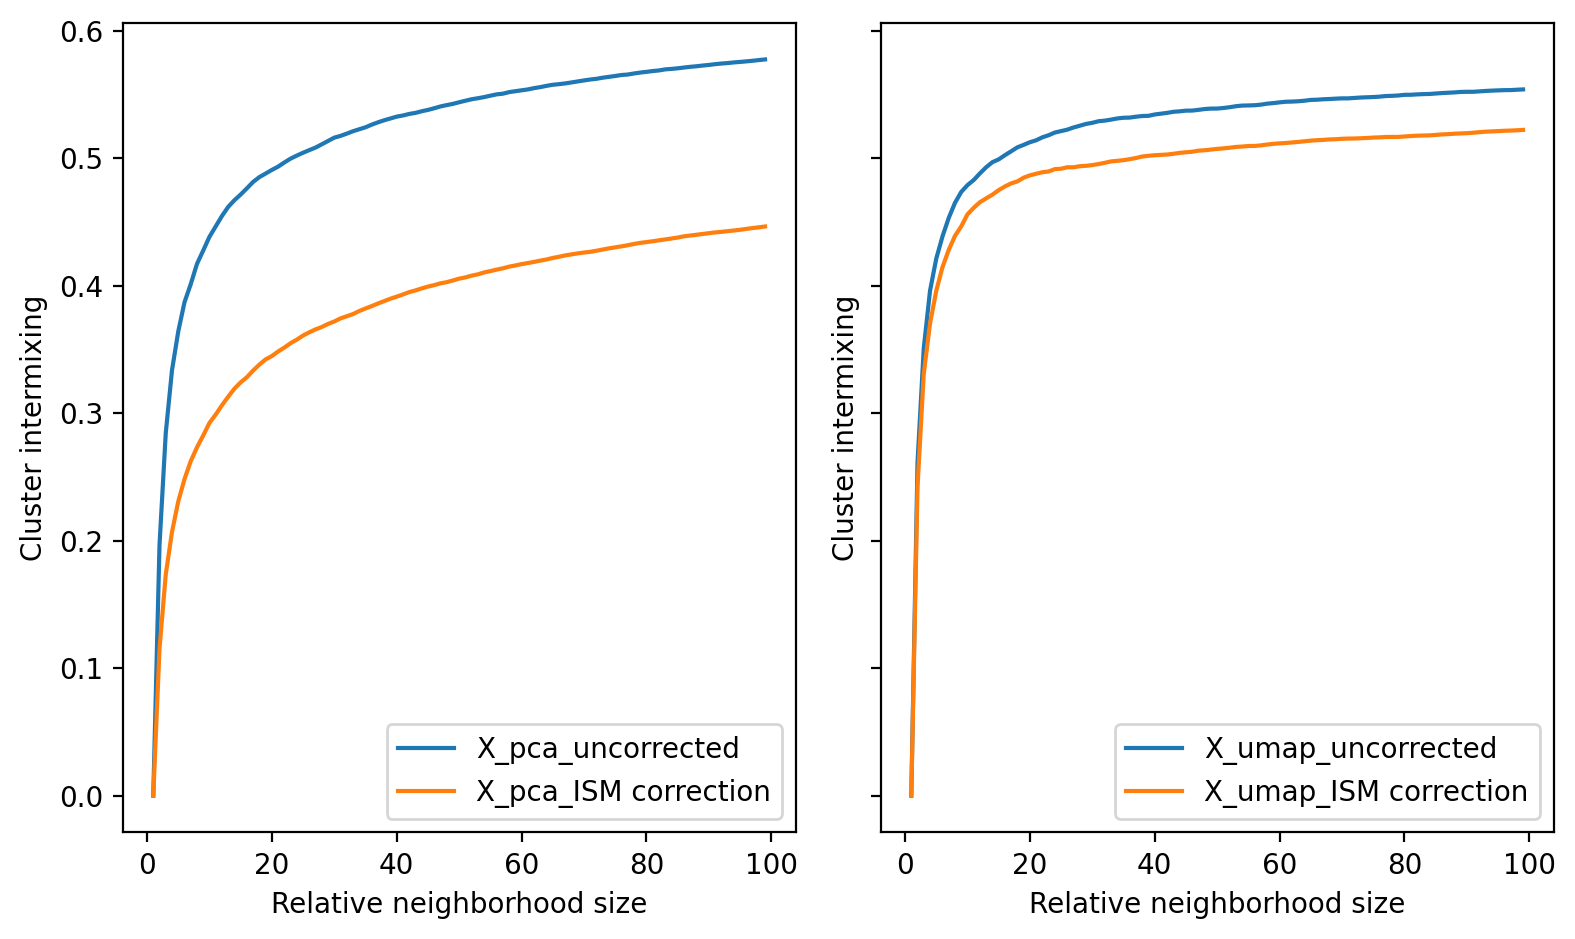 0.6
0.5
0.4
0.3
0.2
0.1
0.0
Cluster intermixing
X_pca_uncorrected
X_pca_ISM correction
0 20 40 60 80 100
Relative neighborhood size
Cluster intermixing
X_umap_uncorrected
X_umap_ISM correction
0 20 40 60 80 100
Relative neighborhood size